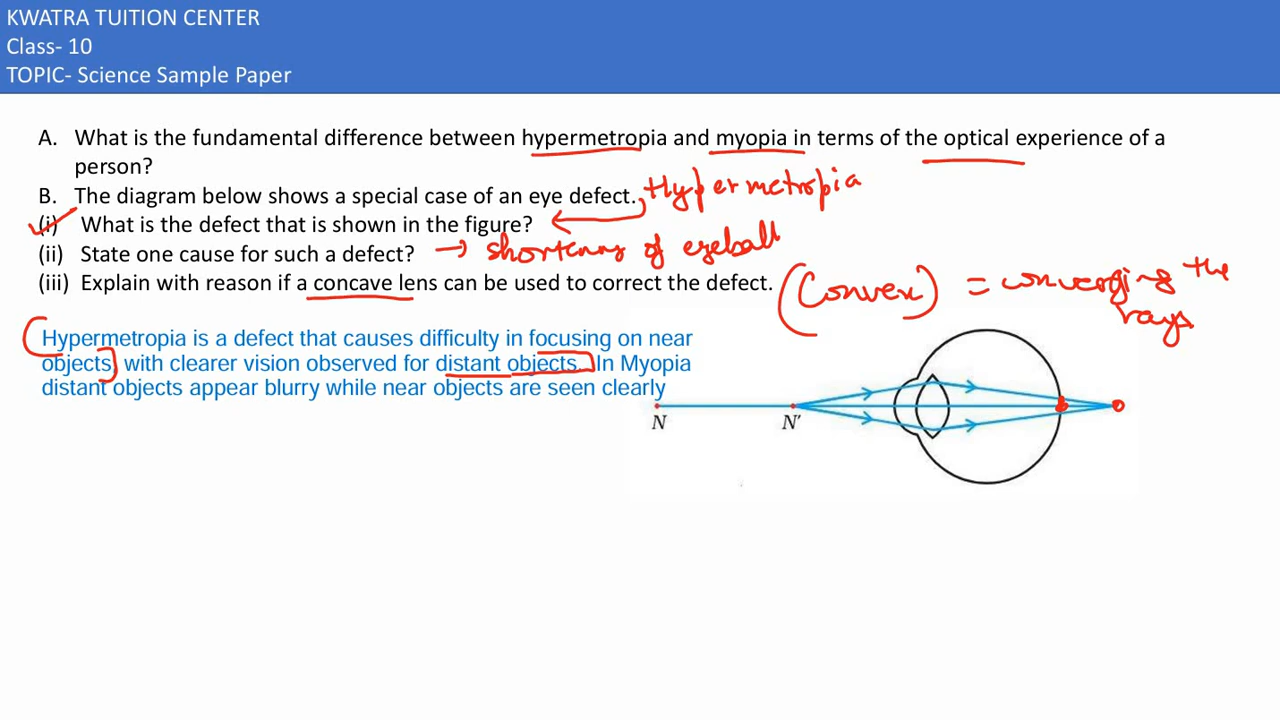 KWATRA TUITION CENTER
Class- 10
TOPIC- Science Sample Paper
A. What is the fundamental difference between hypermetropia and myopia in terms of the optical experience of a
person?
B. The diagram below shows a special case of an eye defect. Hypermetropia
(i) What is the defect that is shown in the figure?
(ii) State one cause for such a defect? → shortening of eyeball
(iii) Explain with reason if a concave lens can be used to correct the defect. (Convex) = converging the
rays
Hypermetropia is a defect that causes difficulty in focusing on near
objects, with clearer vision observed for distant objects. In Myopia
distant objects appear blurry while near objects are seen clearly
N N'